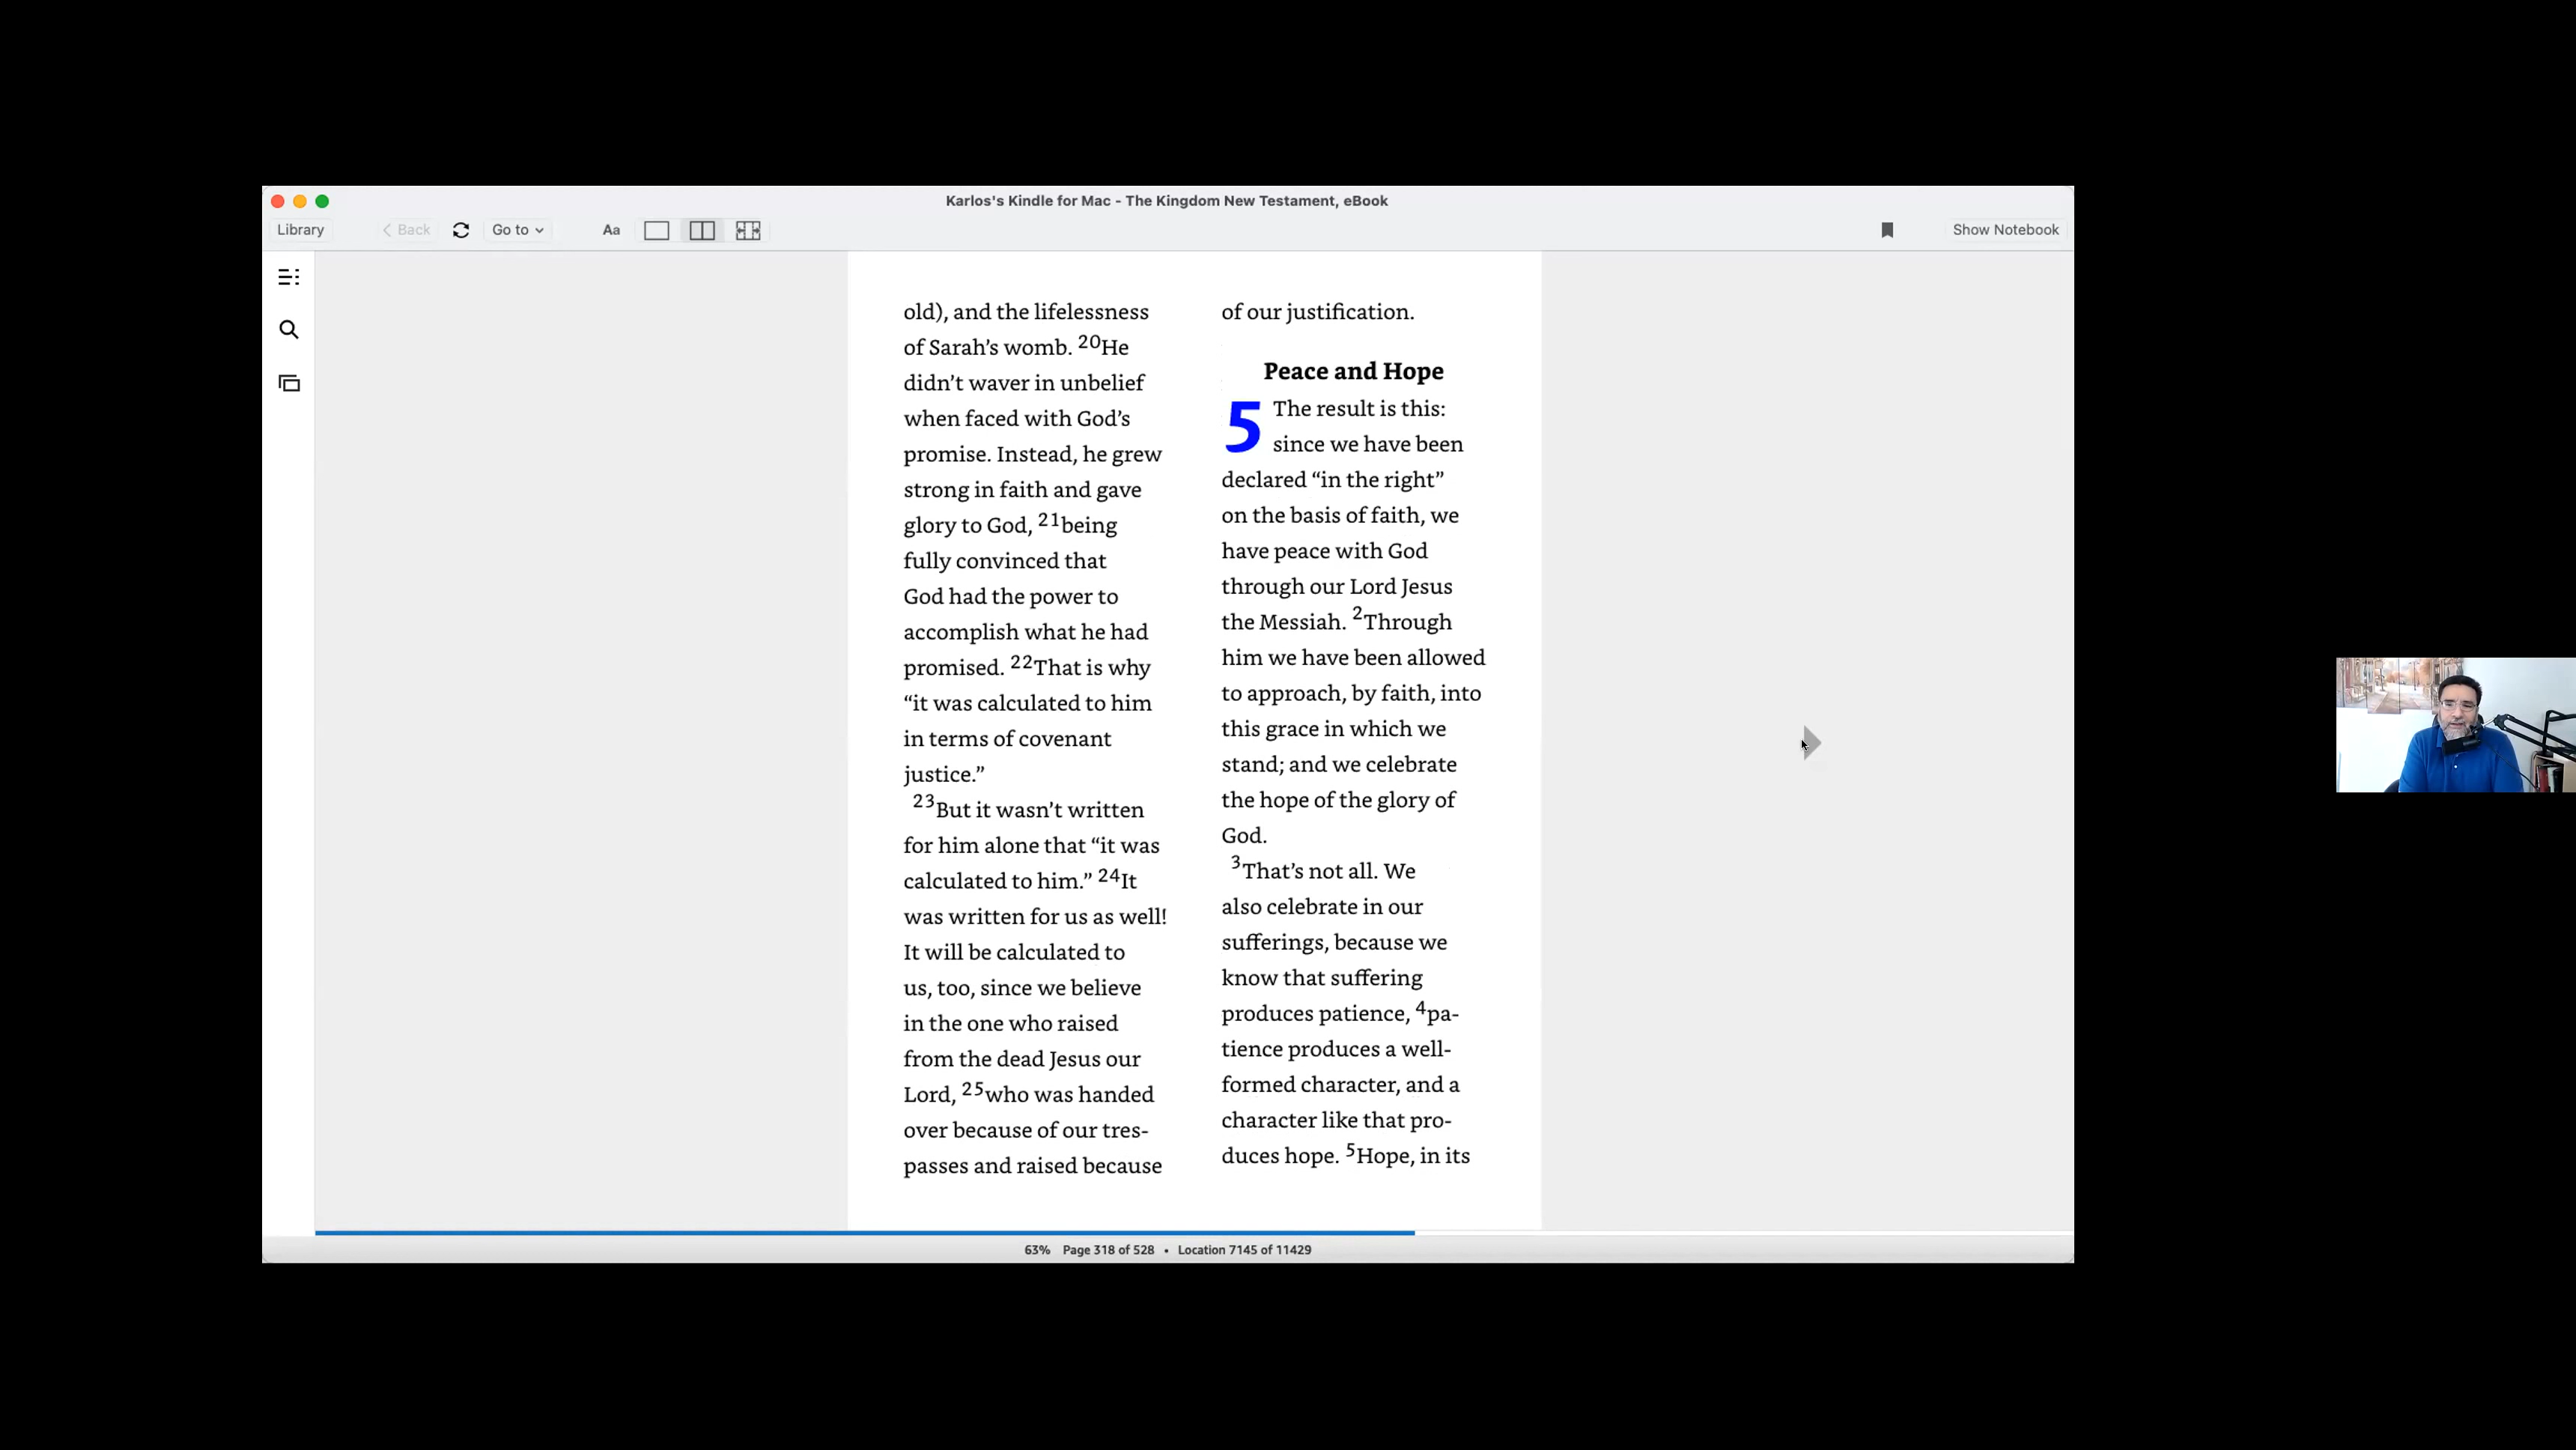 Karlos's Kindle for Mac - The Kingdom New Testament, eBook
Library
Back
Go to
Aa
Show Notebook
old), and the lifelessness
of Sarah’s womb. 20He
didn’t waver in unbelief
when faced with God’s
promise. Instead, he grew
strong in faith and gave
glory to God, 21being
fully convinced that
God had the power to
accomplish what he had
promised. 22That is why
“it was calculated to him
in terms of covenant
justice.”
23But it wasn’t written
for him alone that “it was
calculated to him.” 24It
was written for us as well!
It will be calculated to
us, too, since we believe
in the one who raised
from the dead Jesus our
Lord, 25who was handed
over because of our tres-
passes and raised because
of our justification.
Peace and Hope
5 The result is this:
since we have been
declared “in the right”
on the basis of faith, we
have peace with God
through our Lord Jesus
the Messiah. 2Through
him we have been allowed
to approach, by faith, into
this grace in which we
stand; and we celebrate
the hope of the glory of
God.
3That’s not all. We
also celebrate in our
sufferings, because we
know that suffering
produces patience, 4pa-
tience produces a well-
formed character, and a
character like that pro-
duces hope. 5Hope, in its
63% Page 318 of 528 • Location 7145 of 11429